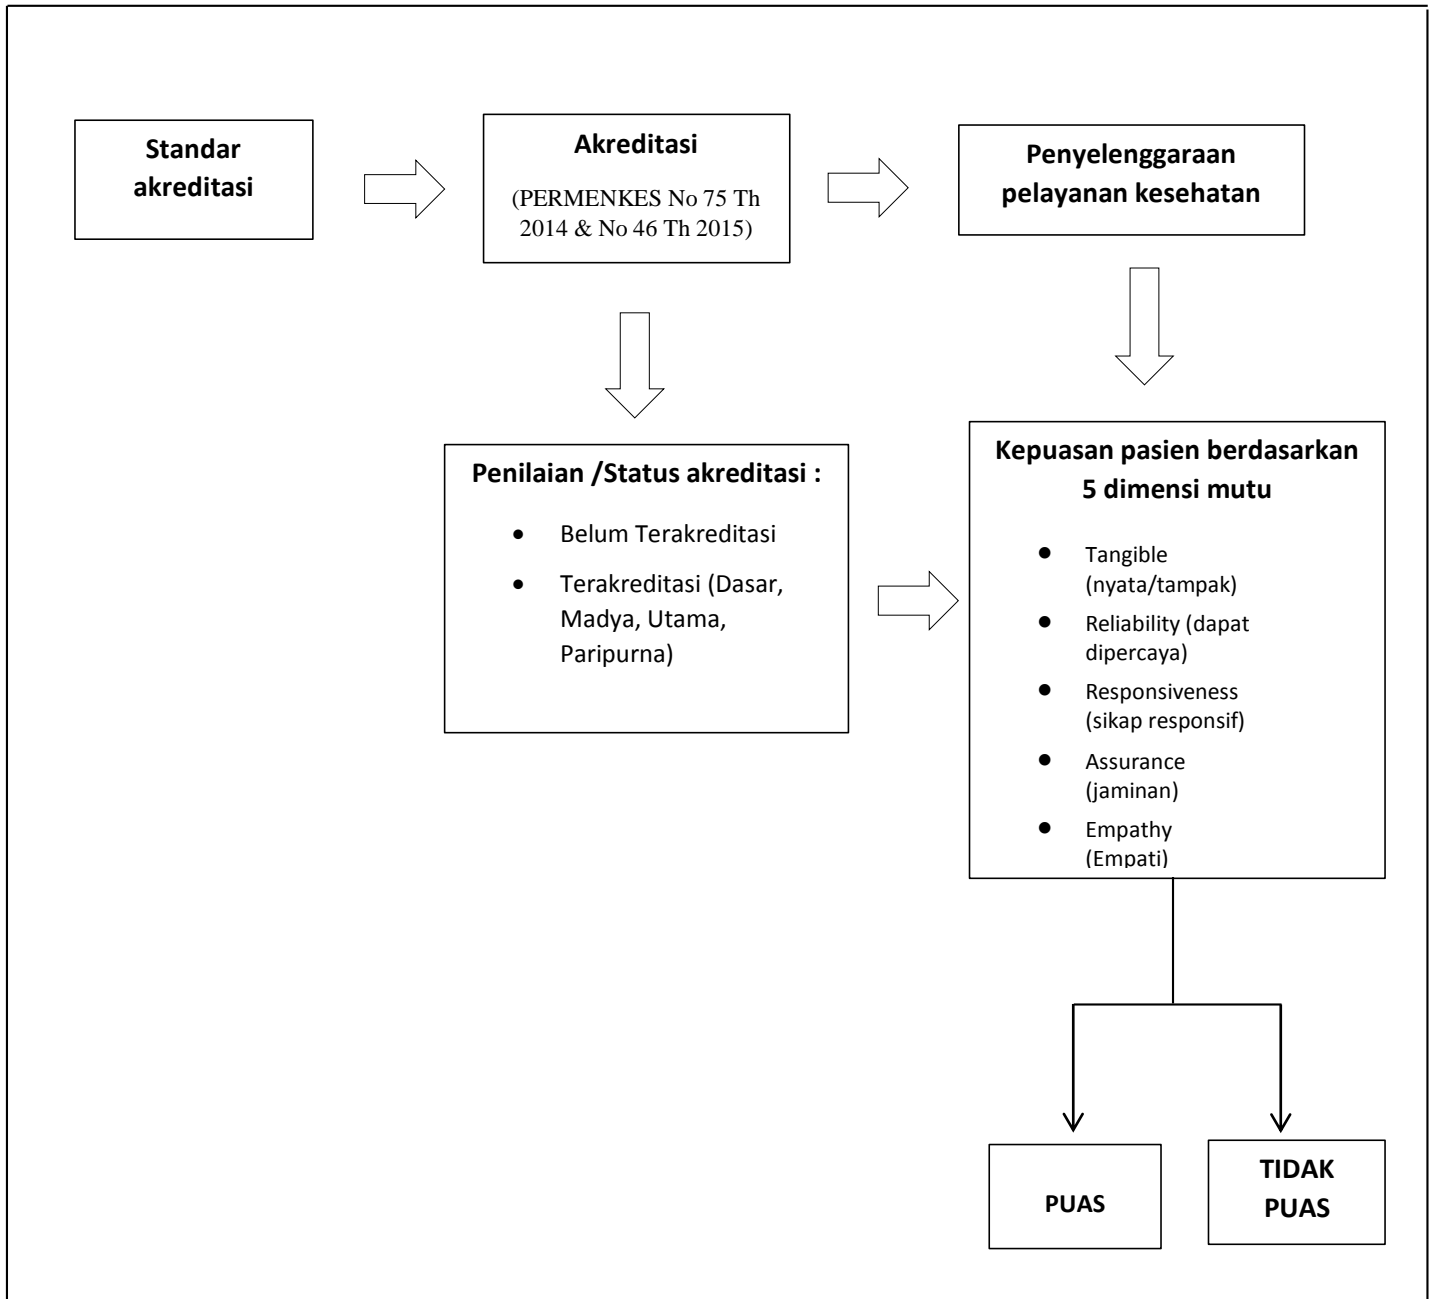 Standar
akreditasi
Akreditasi
(PERMENKES No 75 Th
2014 & No 46 Th 2015)
Penyelenggaraan
pelayanan kesehatan
Penilaian /Status akreditasi :
• Belum Terakreditasi
• Terakreditasi (Dasar,
Madya, Utama,
Paripurna)
Kepuasan pasien berdasarkan
5 dimensi mutu
• Tangible
(nyata/tampak)
• Reliability (dapat
dipercaya)
• Responsiveness
(sikap responsif)
• Assurance
(jaminan)
• Empathy
(Empati)
PUAS
TIDAK
PUAS